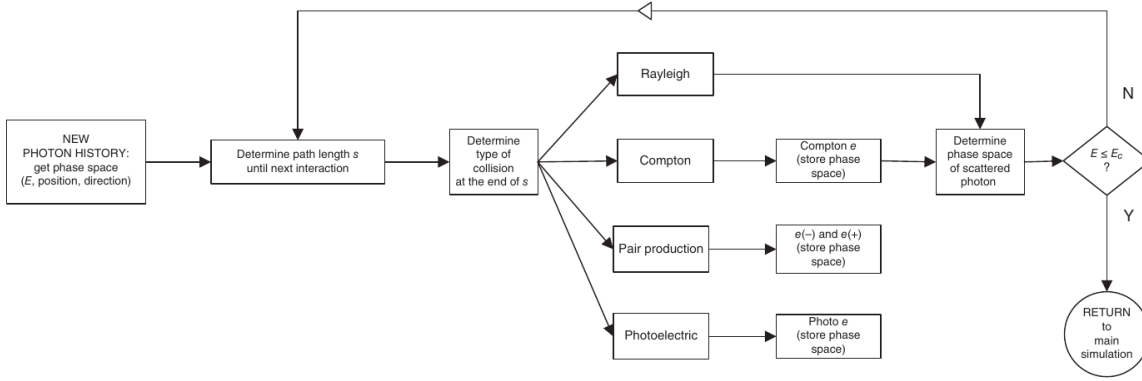 NEW
PHOTON HISTORY:
get phase space
(E, position, direction)
Determine path length s
until next interaction
Determine
type of
collision
at the end of s
Rayleigh
Compton
Pair production
Photoelectric
Compton e
(store phase
space)
e(–) and e(+)
(store phase
space)
Photo e
(store phase
space)
Determine
phase space
of scattered
photon
N
E ≤ Ec
?
Y
RETURN
to
main
simulation